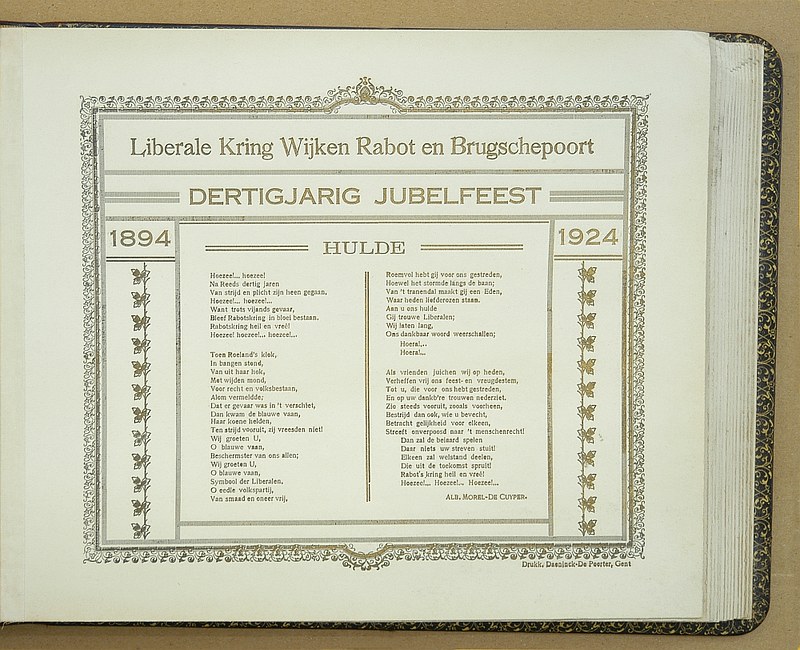 Liberale Kring Wijken Rabot en Brugschepoort
DERTIGJARIG JUBELFEEST
1894
1924
HULDE
Hoezee!... hoezee!
Na Reeds dertig jaren
Van strijd en plicht zijn heen gegaan,
Hoezee!... hoezee!...
Want trots vijands gevaar,
Bleef Rabotskring in bloei bestaan.
Rabotskring heil en vreê!
Hoezee! hoezee!... hoezee!...
Toen Roeland's klok,
In bangen stond,
Van uit haar hok,
Met wijden mond,
Voor recht en volksbestaan,
Alom vermeldde;
Dat er gevaar was in 't verschiet,
Dan kwam de blauwe vaan,
Haar koene helden,
Ten strijd vooruit, zij vreesden niet!
Wij groeten U,
O blauwe vaan,
Beschermster van ons allen;
Wij groeten U,
O blauwe vaan,
Symbool der Liberalen.
O eedle volkspartij,
Van smaad en oneer vrij,
Roemvol hebt gij voor ons gestreden,
Hoewel het stormde langs de baan;
Van 't tranendal maakt gij een Eden,
Waar heden liefderozen staan.
Aan u ons hulde
Gij trouwe Liberalen;
Wij laten lang,
Ons dankbaar woord weerschallen;
Hoera!...
Hoera!...
Als vrienden juichen wij op heden,
Verheffen vrij ons feest- en vreugdestem,
Tot u, die voor ons hebt gestreden,
En op uw dankb're trouwen nederziet.
Zie steeds vooruit, zooals voorheen,
Bestrijd dan ook, wie u berecht,
Betracht gelijkheid voor elkeen,
Streeft onverpoosd naar 't menschenrecht!
Dan zal de beiaard spelen
Daar niets uw streven stuit!
Elkeen zal welstand deelen,
Die uit de toekomst spruit!
Rabot's kring heil en vreê!
Hoezee!... Hoezee!... Hoezee!...
Alb. Morel-De Cuyper.
Drukk. Daeninck-De Peerter, Gent